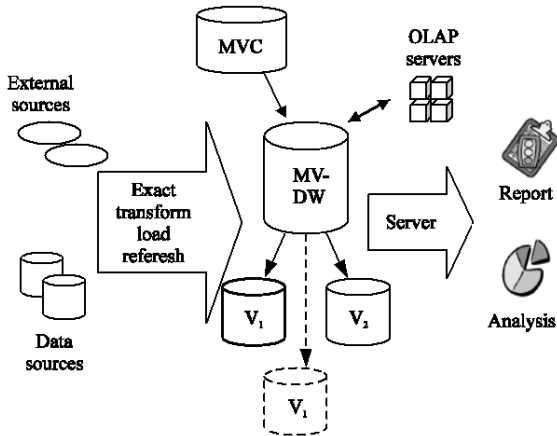 MVC
OLAP
servers
External
sources
MV-
DW
Exact
transform
load
referesh
Server
Report
V₁
V₂
Analysis
Data
sources
V₁